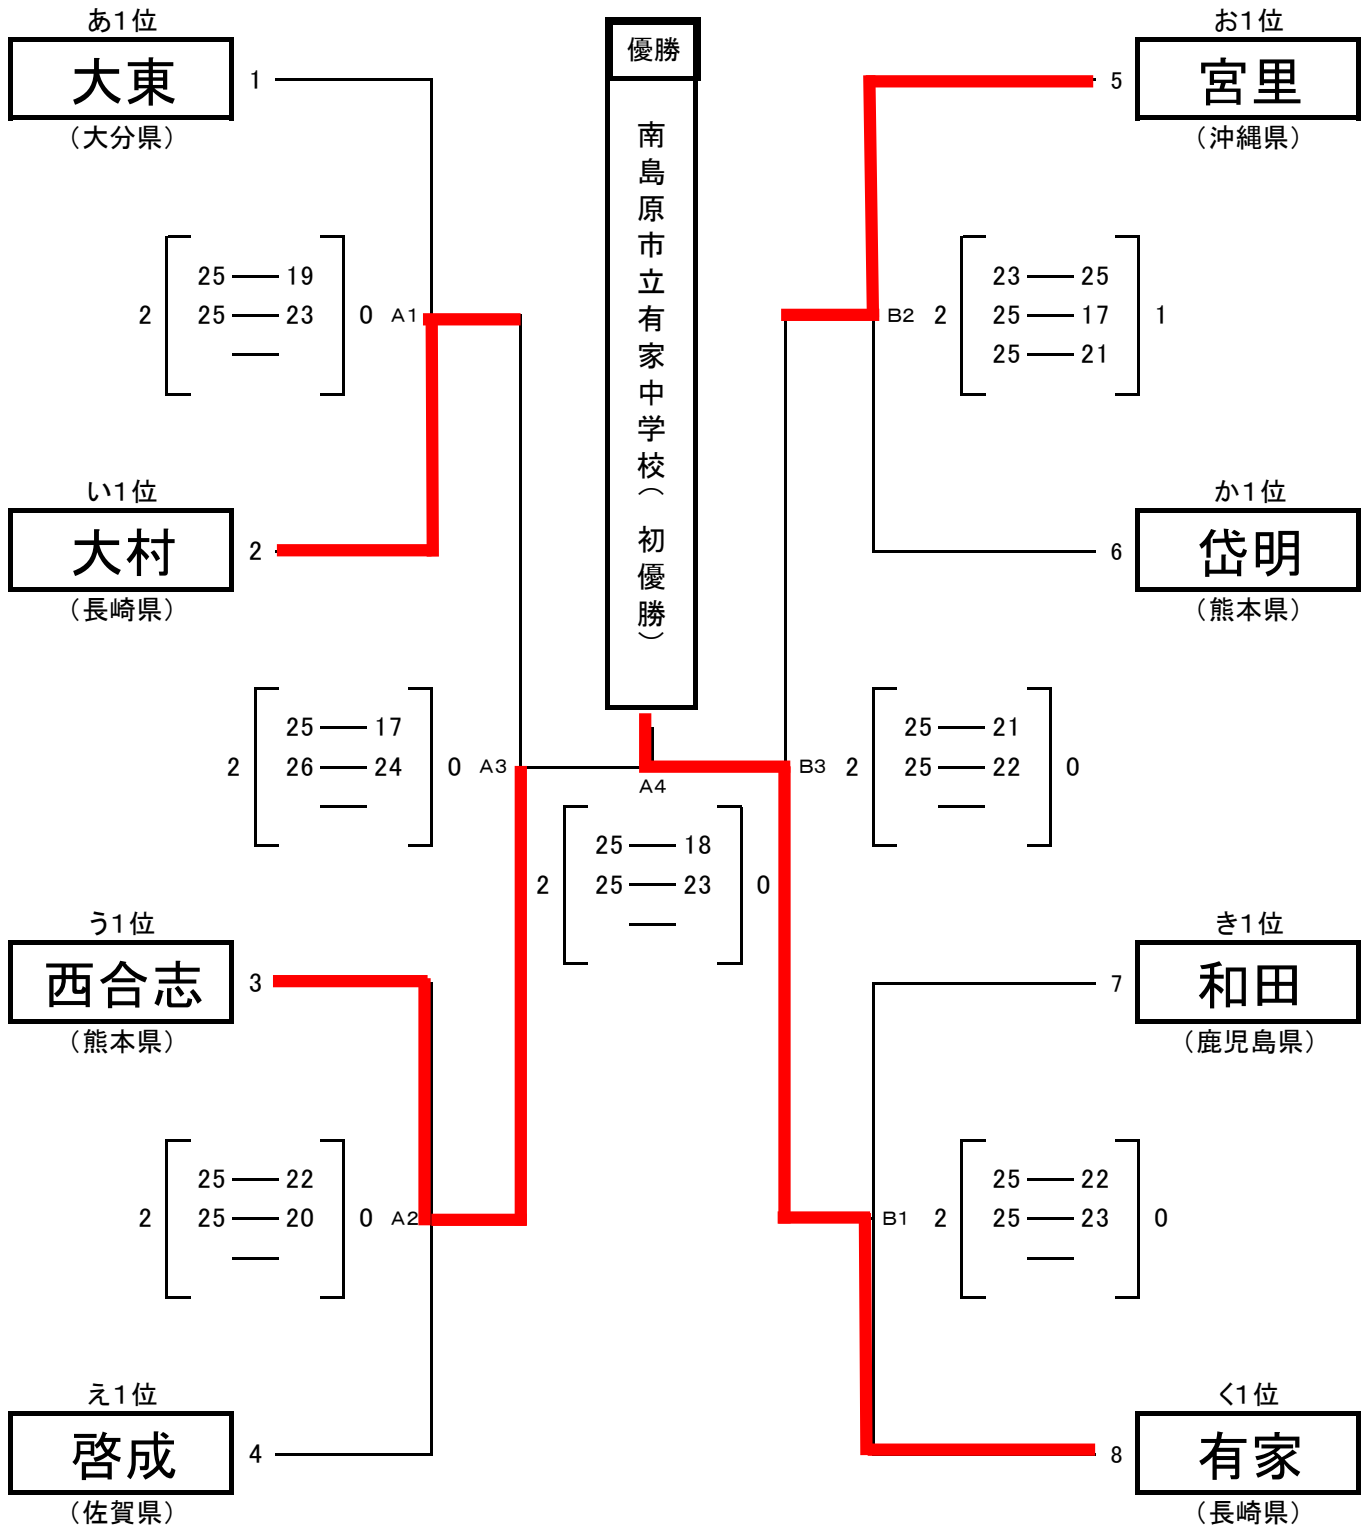 あ1位
大東
1
（大分県）
2
25 ― 19
25 ― 23
―
0
A1
い1位
大村
2
（長崎県）
2
25 ― 17
26 ― 24
―
0
A3
う1位
西合志
3
（熊本県）
2
25 ― 22
25 ― 20
―
0
A2
え1位
啓成
4
（佐賀県）
優勝
南島原市立有家中学校（初優勝）
A4
2
25 ― 18
25 ― 23
―
0
お1位
5
宮里
（沖縄県）
B2
2
23 ― 25
25 ― 17
25 ― 21
1
か1位
6
岱明
（熊本県）
B3
2
25 ― 21
25 ― 22
―
0
き1位
7
和田
（鹿児島県）
B1
2
25 ― 22
25 ― 23
―
0
く1位
8
有家
（長崎県）